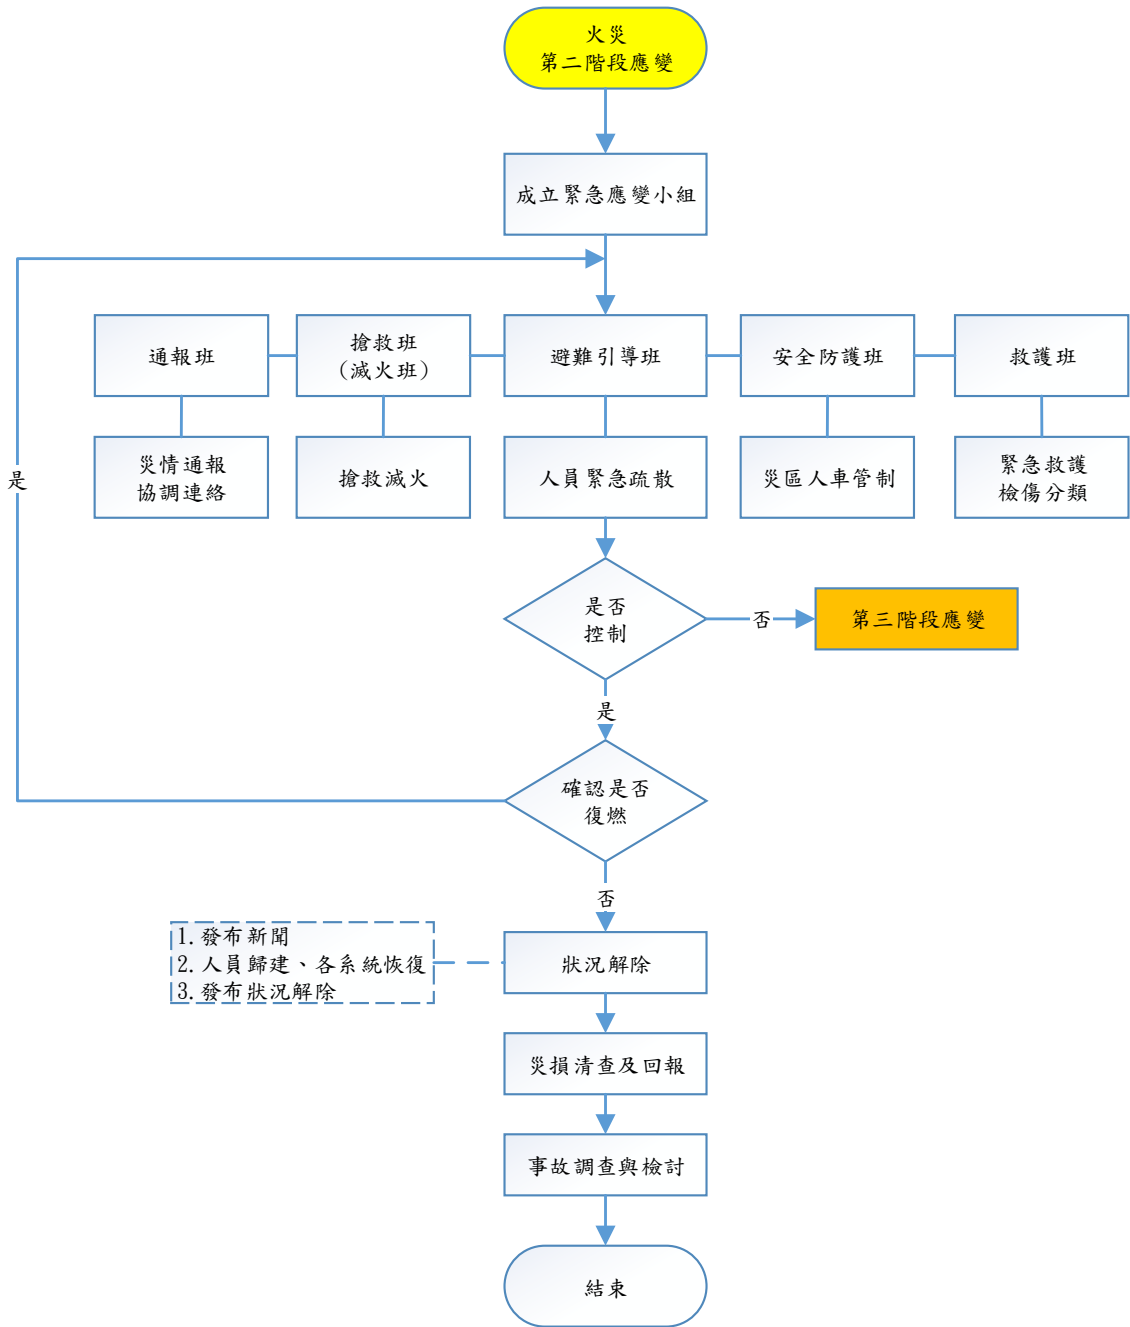 火災
第二階段應變
成立緊急應變小組
通報班
搶救班
（滅火班）
避難引導班
安全防護班
救護班
災情通報
協調連絡
搶救滅火
人員緊急疏散
災區人車管制
緊急救護
檢傷分類
是
是否
控制
否
第三階段應變
是
確認是否
復燃
否
1.發布新聞
2.人員歸建、各系統恢復
3.發布狀況解除
狀況解除
災損清查及回報
事故調查與檢討
結束